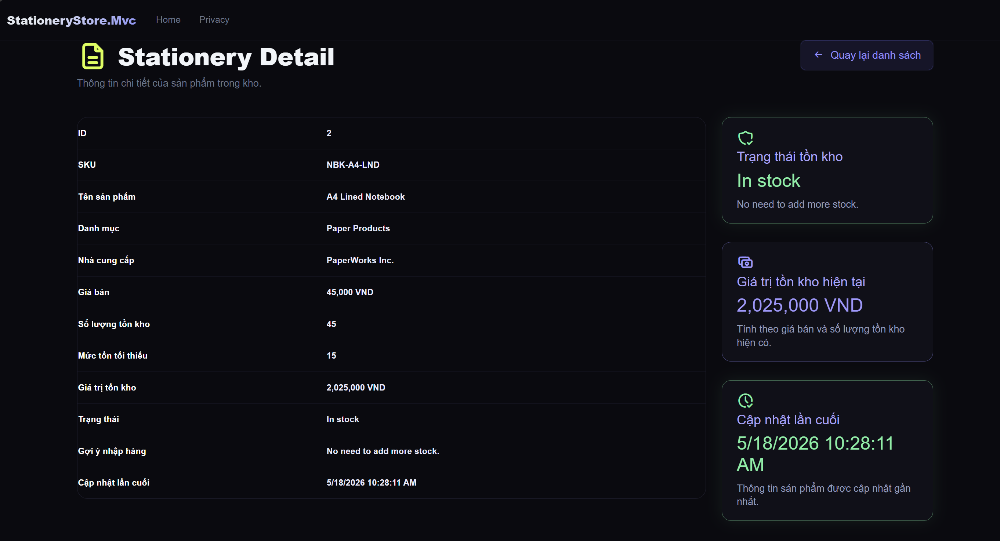 StationeryStore.Mvc Home Privacy
Stationery Detail
Quay lại danh sách
Thông tin chi tiết của sản phẩm trong kho.
ID 2
SKU NBK-A4-LND
Tên sản phẩm A4 Lined Notebook
Danh mục Paper Products
Nhà cung cấp PaperWorks Inc.
Giá bán 45,000 VND
Số lượng tồn kho 45
Mức tồn tối thiểu 15
Giá trị tồn kho 2,025,000 VND
Trạng thái In stock
Gợi ý nhập hàng No need to add more stock.
Cập nhật lần cuối 5/18/2026 10:28:11 AM
Trạng thái tồn kho
In stock
No need to add more stock.
Giá trị tồn kho hiện tại
2,025,000 VND
Tính theo giá bán và số lượng tồn kho
hiện có.
Cập nhật lần cuối
5/18/2026 10:28:11
AM
Thông tin sản phẩm được cập nhật gần
nhất.